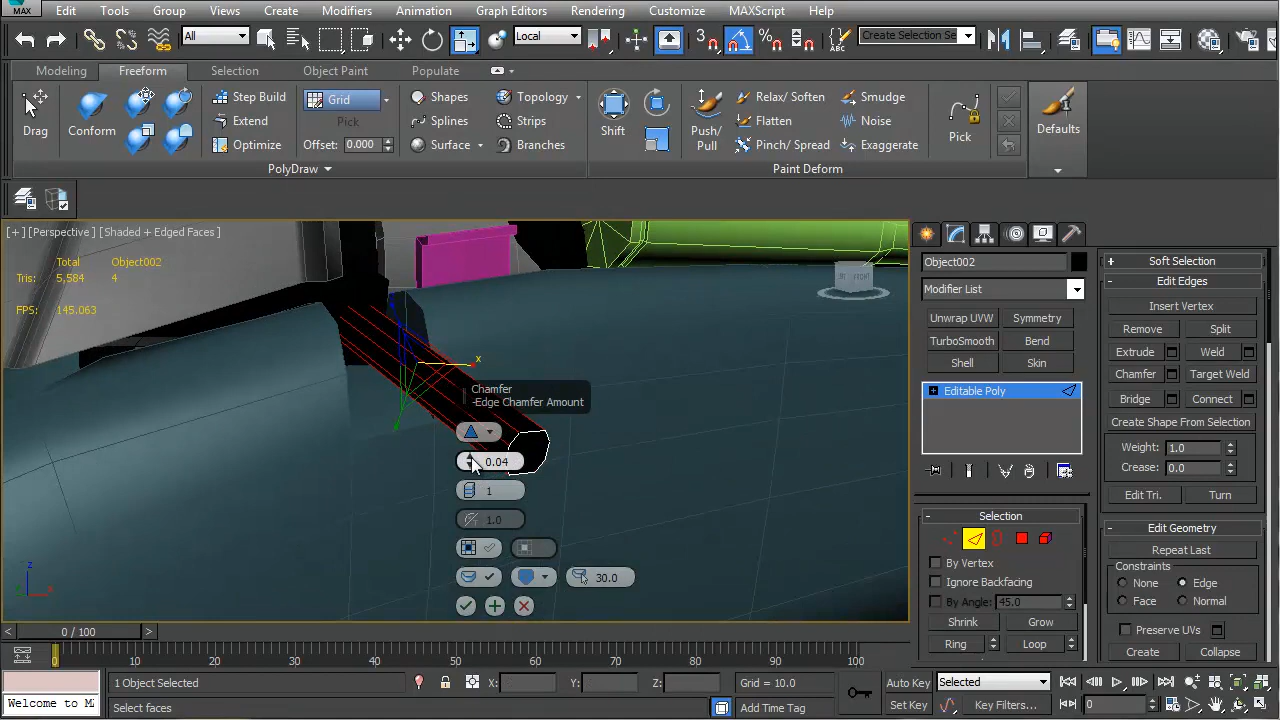 MAX Edit Tools Group Views Create Modifiers Animation Graph Editors Rendering Customize MAXScript Help
All Local 3 Create Selection Se
ABC
Modeling Freeform Selection Object Paint Populate
Drag Conform Step Build Extend Optimize Grid Pick Offset: 0.000 Shapes Splines Surface Topology Strips Branches Shift Push/ Pull Relax/ Soften Flatten Pinch/ Spread Smudge Noise Exaggerate Pick Defaults
PolyDraw Paint Deform
[+] [Perspective] [Shaded + Edged Faces]
Total Object002
Tris: 5,584 4
FPS: 145.063
FRONT
x
Chamfer
-Edge Chamfer Amount
0.04
1
1.0
30.0
z
Object002
Modifier List
Unwrap UVW Symmetry
TurboSmooth Bend
Shell Skin
Editable Poly
Selection
By Vertex
Ignore Backfacing
By Angle: 45.0
Shrink Grow
Ring Loop
Soft Selection
Edit Edges
Insert Vertex
Remove Split
Extrude Weld
Chamfer Target Weld
Bridge Connect
Create Shape From Selection
Weight: 1.0
Crease: 0.0
Edit Tri. Turn
Edit Geometry
Repeat Last
Constraints
None Edge
Face Normal
Preserve UVs
Create Collapse
< 0 / 100 >
0 10 20 30 40 50 60 70 80 90 100
1 Object Selected X: Y: Z: Grid = 10.0 Auto Key Selected
Welcome to M Select faces Add Time Tag Set Key Key Filters... 0